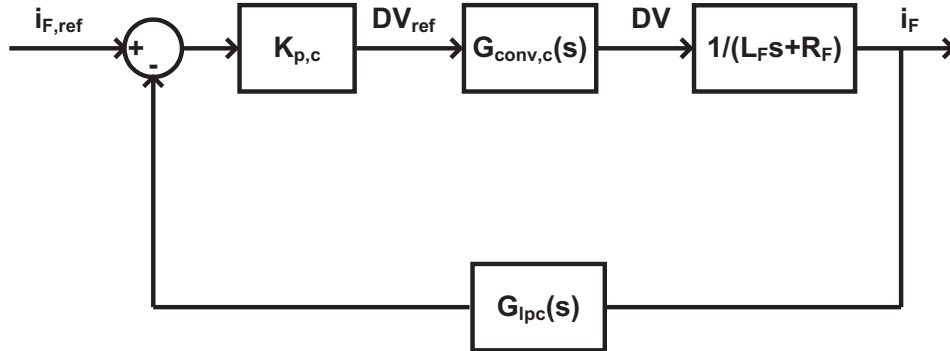 i_F,ref
DV_ref
DV
i_F
+
-
K_p,c
G_conv,c(s)
1/(L_Fs+R_F)
G_lpc(s)